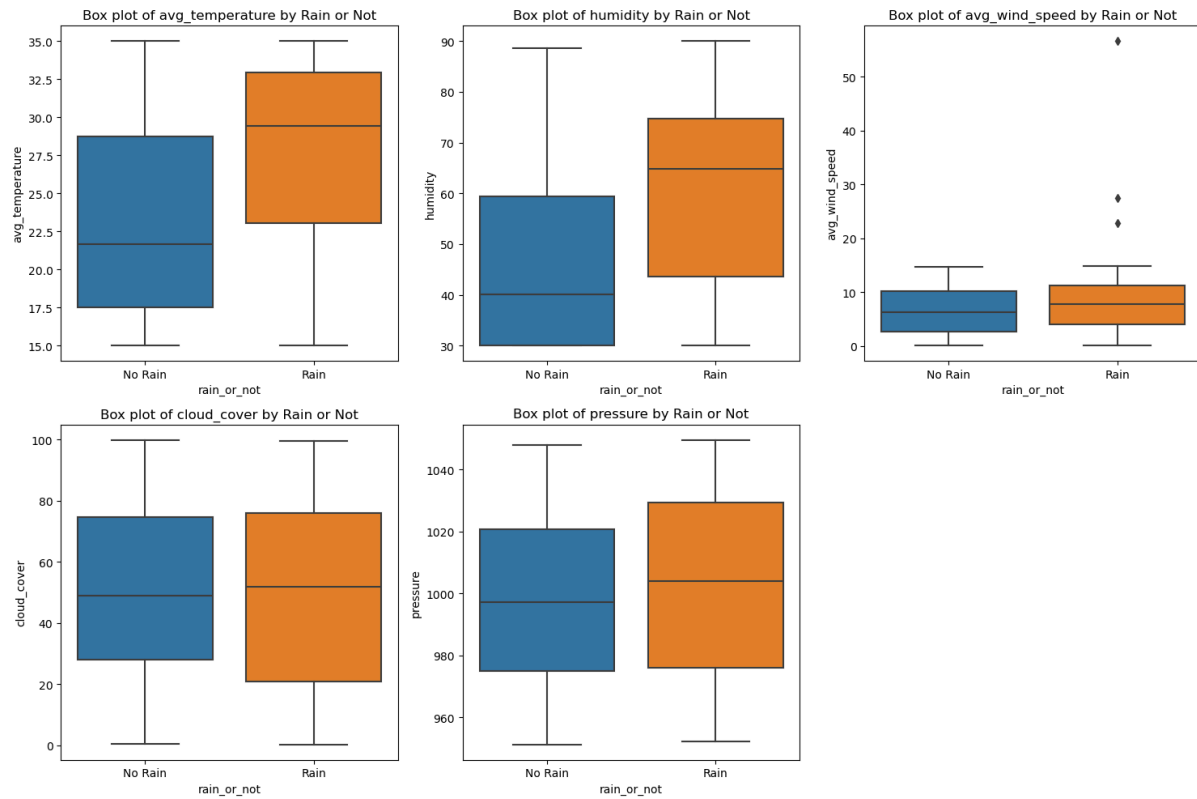 Box plot of avg_temperature by Rain or Not
35.0
32.5
30.0
27.5
25.0
22.5
20.0
17.5
15.0
avg_temperature
No Rain
Rain
rain_or_not
Box plot of humidity by Rain or Not
90
80
70
60
50
40
30
humidity
No Rain
Rain
rain_or_not
Box plot of avg_wind_speed by Rain or Not
50
40
30
20
10
0
avg_wind_speed
No Rain
Rain
rain_or_not
Box plot of cloud_cover by Rain or Not
100
80
60
40
20
0
cloud_cover
No Rain
Rain
rain_or_not
Box plot of pressure by Rain or Not
1040
1020
1000
980
960
pressure
No Rain
Rain
rain_or_not